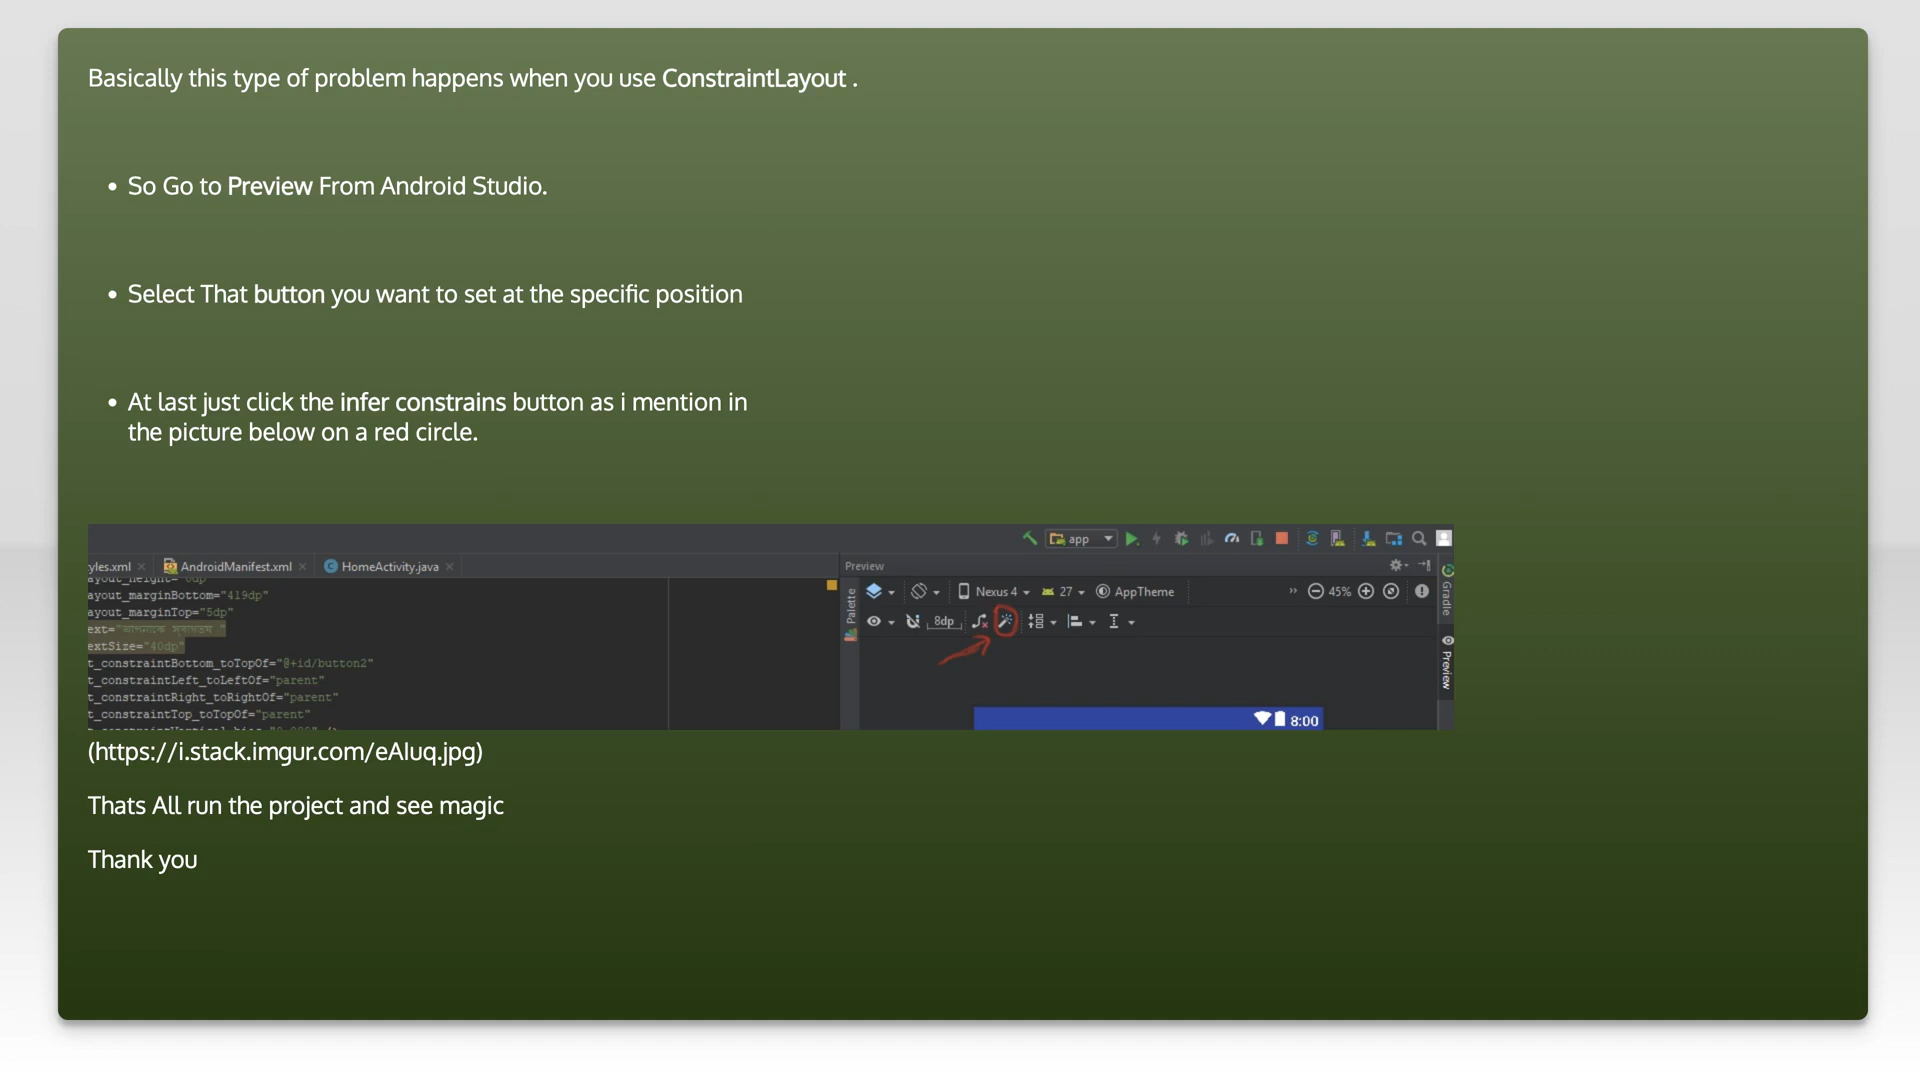 Basically this type of problem happens when you use ConstraintLayout .
• So Go to Preview From Android Studio.
• Select That button you want to set at the specific position
• At last just click the infer constrains button as i mention in
the picture below on a red circle.
app
yles.xml AndroidManifest.xml HomeActivity.java Preview
ayout_height="0dp"
ayout_marginBottom="419dp"
ayout_marginTop="5dp"
ext="আপনাকে স্বাগতম "
extSize="40dp"
t_constraintBottom_toTopOf="@+id/button2"
t_constraintLeft_toLeftOf="parent"
t_constraintRight_toRightOf="parent"
t_constraintTop_toTopOf="parent"
Palette
Nexus 4 27 AppTheme 45%
8dp
8:00
Gradle
Preview
(https://i.stack.imgur.com/eAIuq.jpg)
Thats All run the project and see magic
Thank you